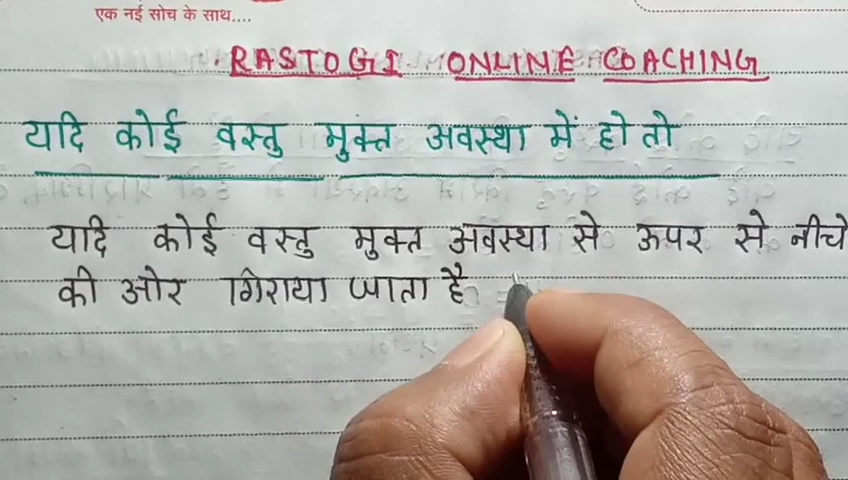 एक नई सोच के साथ....
RASTOGI ONLINE COACHING
यदि कोई वस्तु मुक्त अवस्था में हो तो
यदि कोई वस्तु मुक्त अवस्था से ऊपर से नीचे
की ओर गिराया जाता है